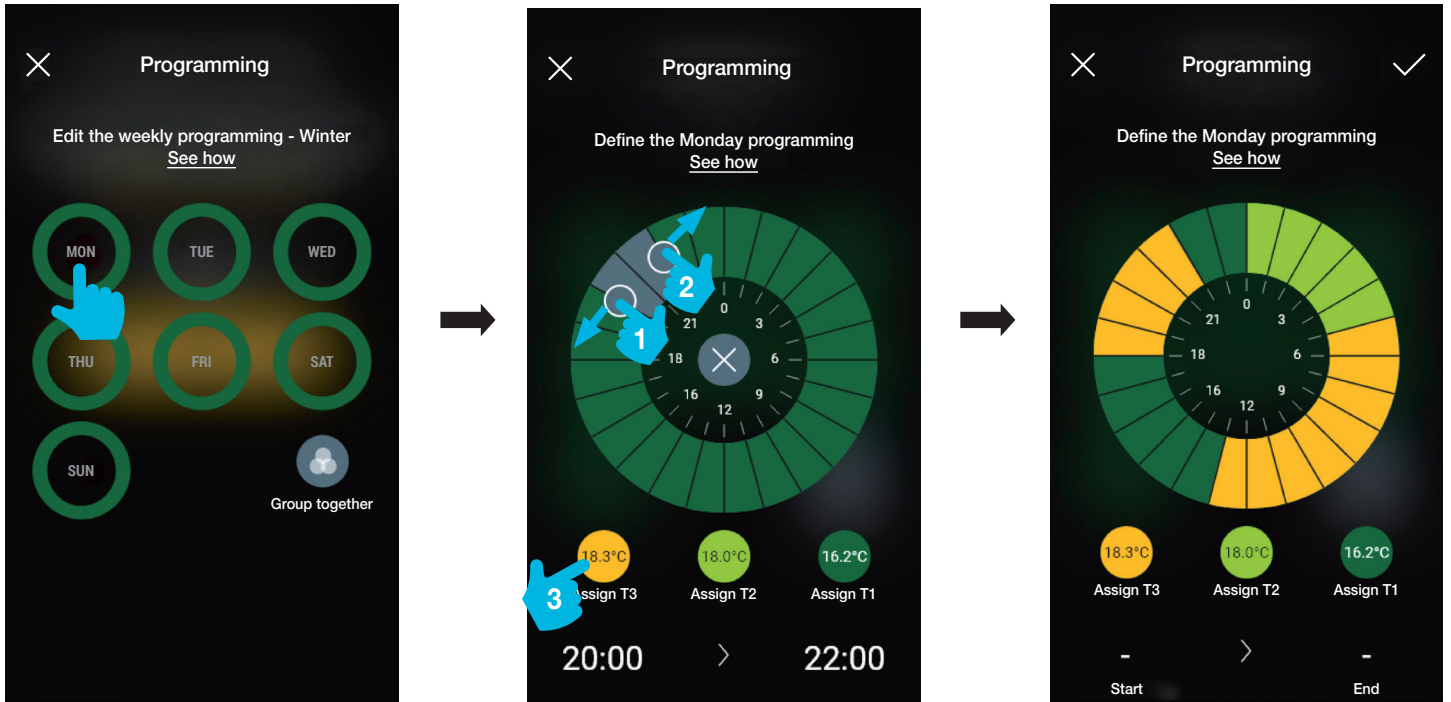 Programming
Edit the weekly programming - Winter
See how
MON
TUE
WED
THU
FRI
SAT
SUN
Group together
Programming
Define the Monday programming
See how
2
1
0
3
6
9
12
16
18
21
18.3°C
18.0°C
16.2°C
3
Assign T3
Assign T2
Assign T1
20:00 > 22:00
Programming
Define the Monday programming
See how
0
3
6
9
12
16
18
21
18.3°C
18.0°C
16.2°C
Assign T3
Assign T2
Assign T1
- > -
Start
End